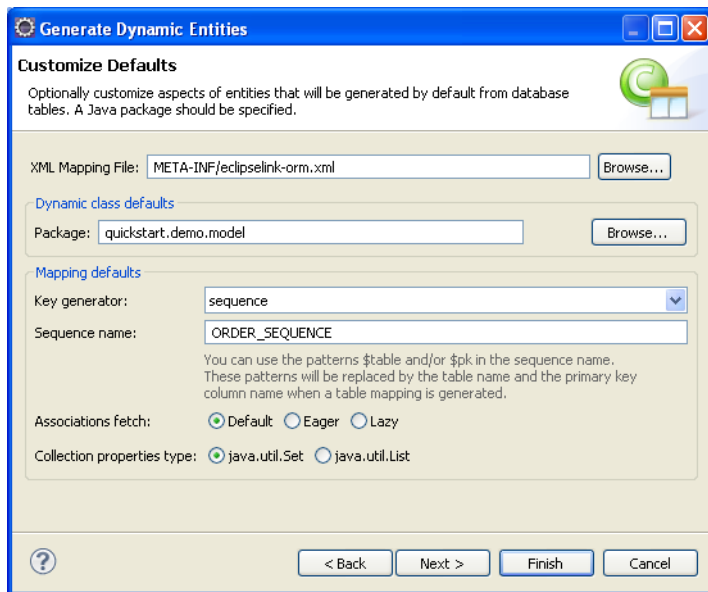 Generate Dynamic Entities
Customize Defaults
Optionally customize aspects of entities that will be generated by default from database
tables. A Java package should be specified.
XML Mapping File: META-INF/eclipselink-orm.xml Browse...
Dynamic class defaults
Package: quickstart.demo.model Browse...
Mapping defaults
Key generator: sequence
Sequence name: ORDER_SEQUENCE
You can use the patterns $table and/or $pk in the sequence name.
These patterns will be replaced by the table name and the primary key
column name when a table mapping is generated.
Associations fetch: Default Eager Lazy
Collection properties type: java.util.Set java.util.List
< Back Next > Finish Cancel